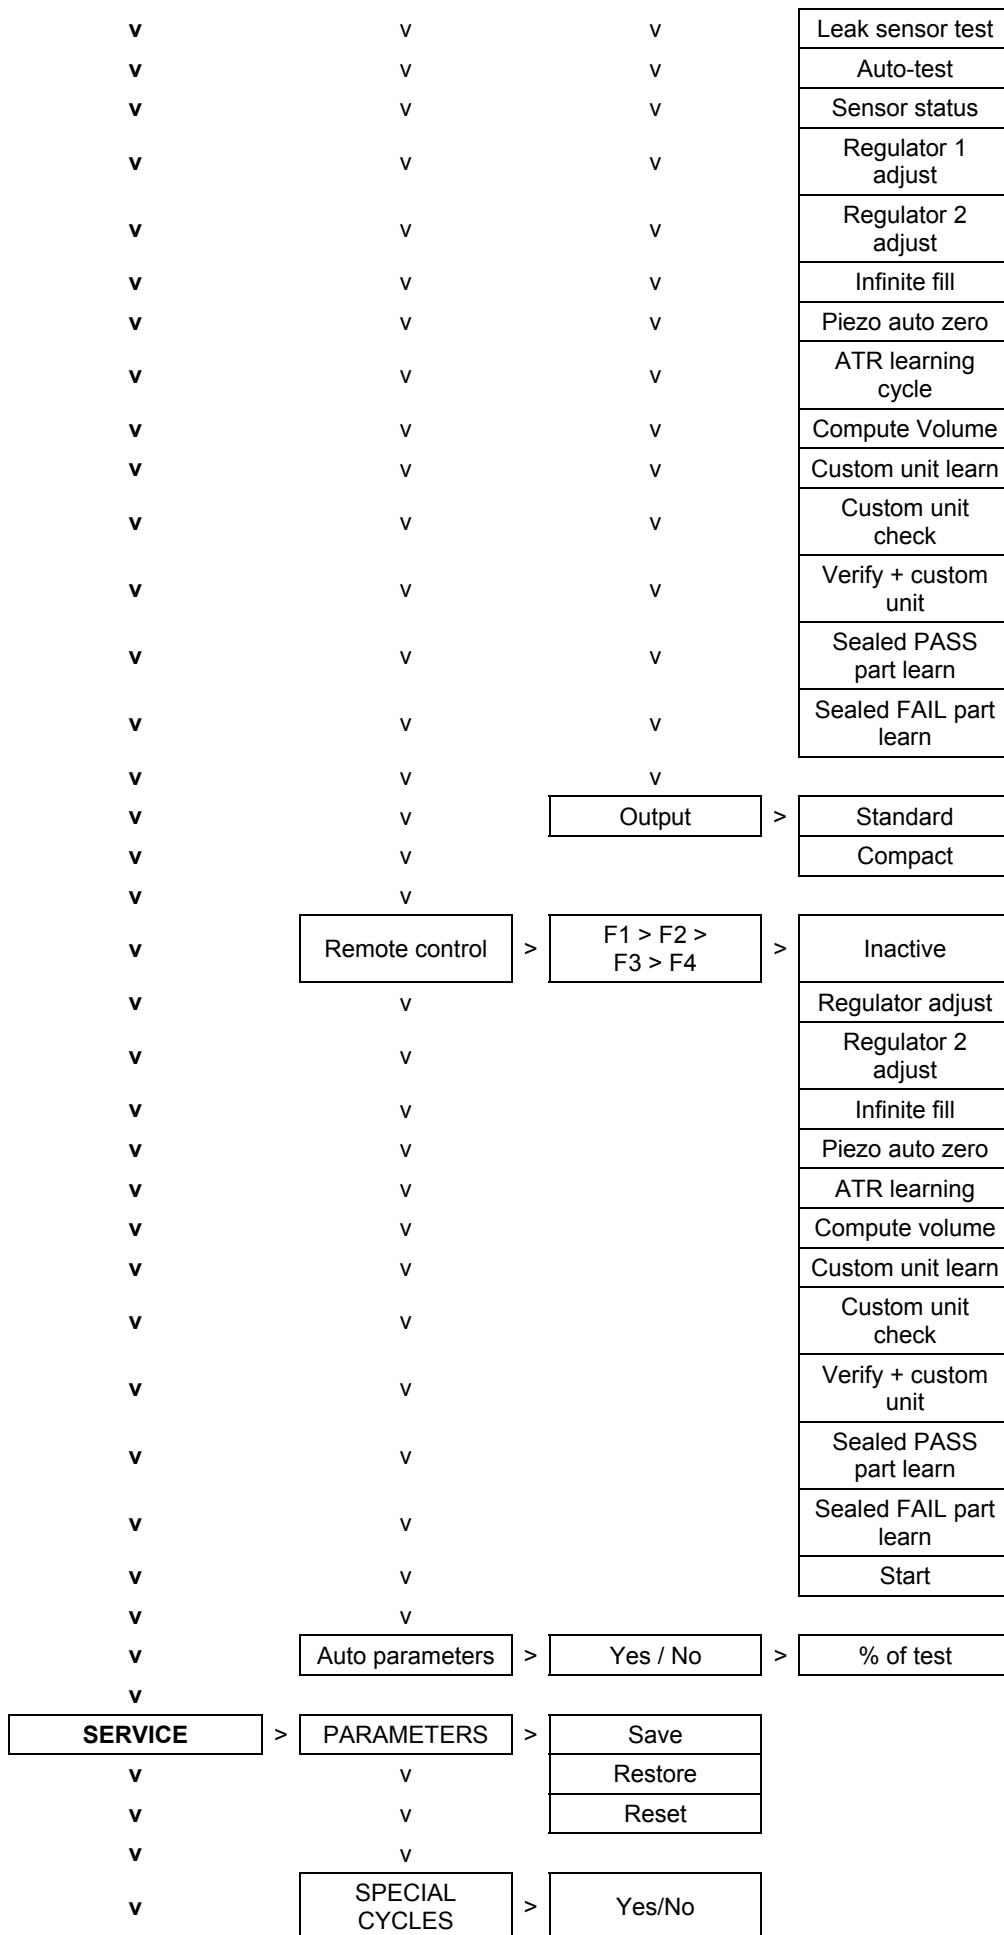 v v v Leak sensor test
v v v Auto-test
v v v Sensor status
v v v Regulator 1
adjust
v v v Regulator 2
adjust
v v v Infinite fill
v v v Piezo auto zero
v v v ATR learning
cycle
v v v Compute Volume
v v v Custom unit learn
v v v Custom unit
check
v v v Verify + custom
unit
v v v Sealed PASS
part learn
v v v Sealed FAIL part
learn
v v v
v v Output > Standard
v v Compact
v v
v Remote control > F1 > F2 >
F3 > F4 > Inactive
v v Regulator adjust
v v Regulator 2
adjust
v v Infinite fill
v v Piezo auto zero
v v ATR learning
v v Compute volume
v v Custom unit learn
v v Custom unit
check
v v Verify + custom
unit
v v Sealed PASS
part learn
v v Sealed FAIL part
learn
v v Start
v v
v Auto parameters > Yes / No > % of test
v
SERVICE > PARAMETERS > Save
v v Restore
v v Reset
v v
v SPECIAL
CYCLES > Yes/No